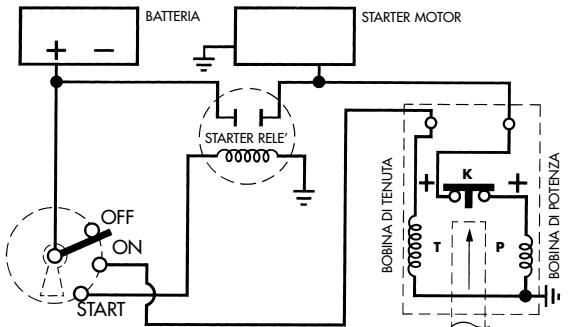 BATTERIA
STARTER MOTOR
+ −
STARTER RELE'
BOBINA DI TENUTA
K
+ +
T P
BOBINA DI POTENZA
OFF
ON
START